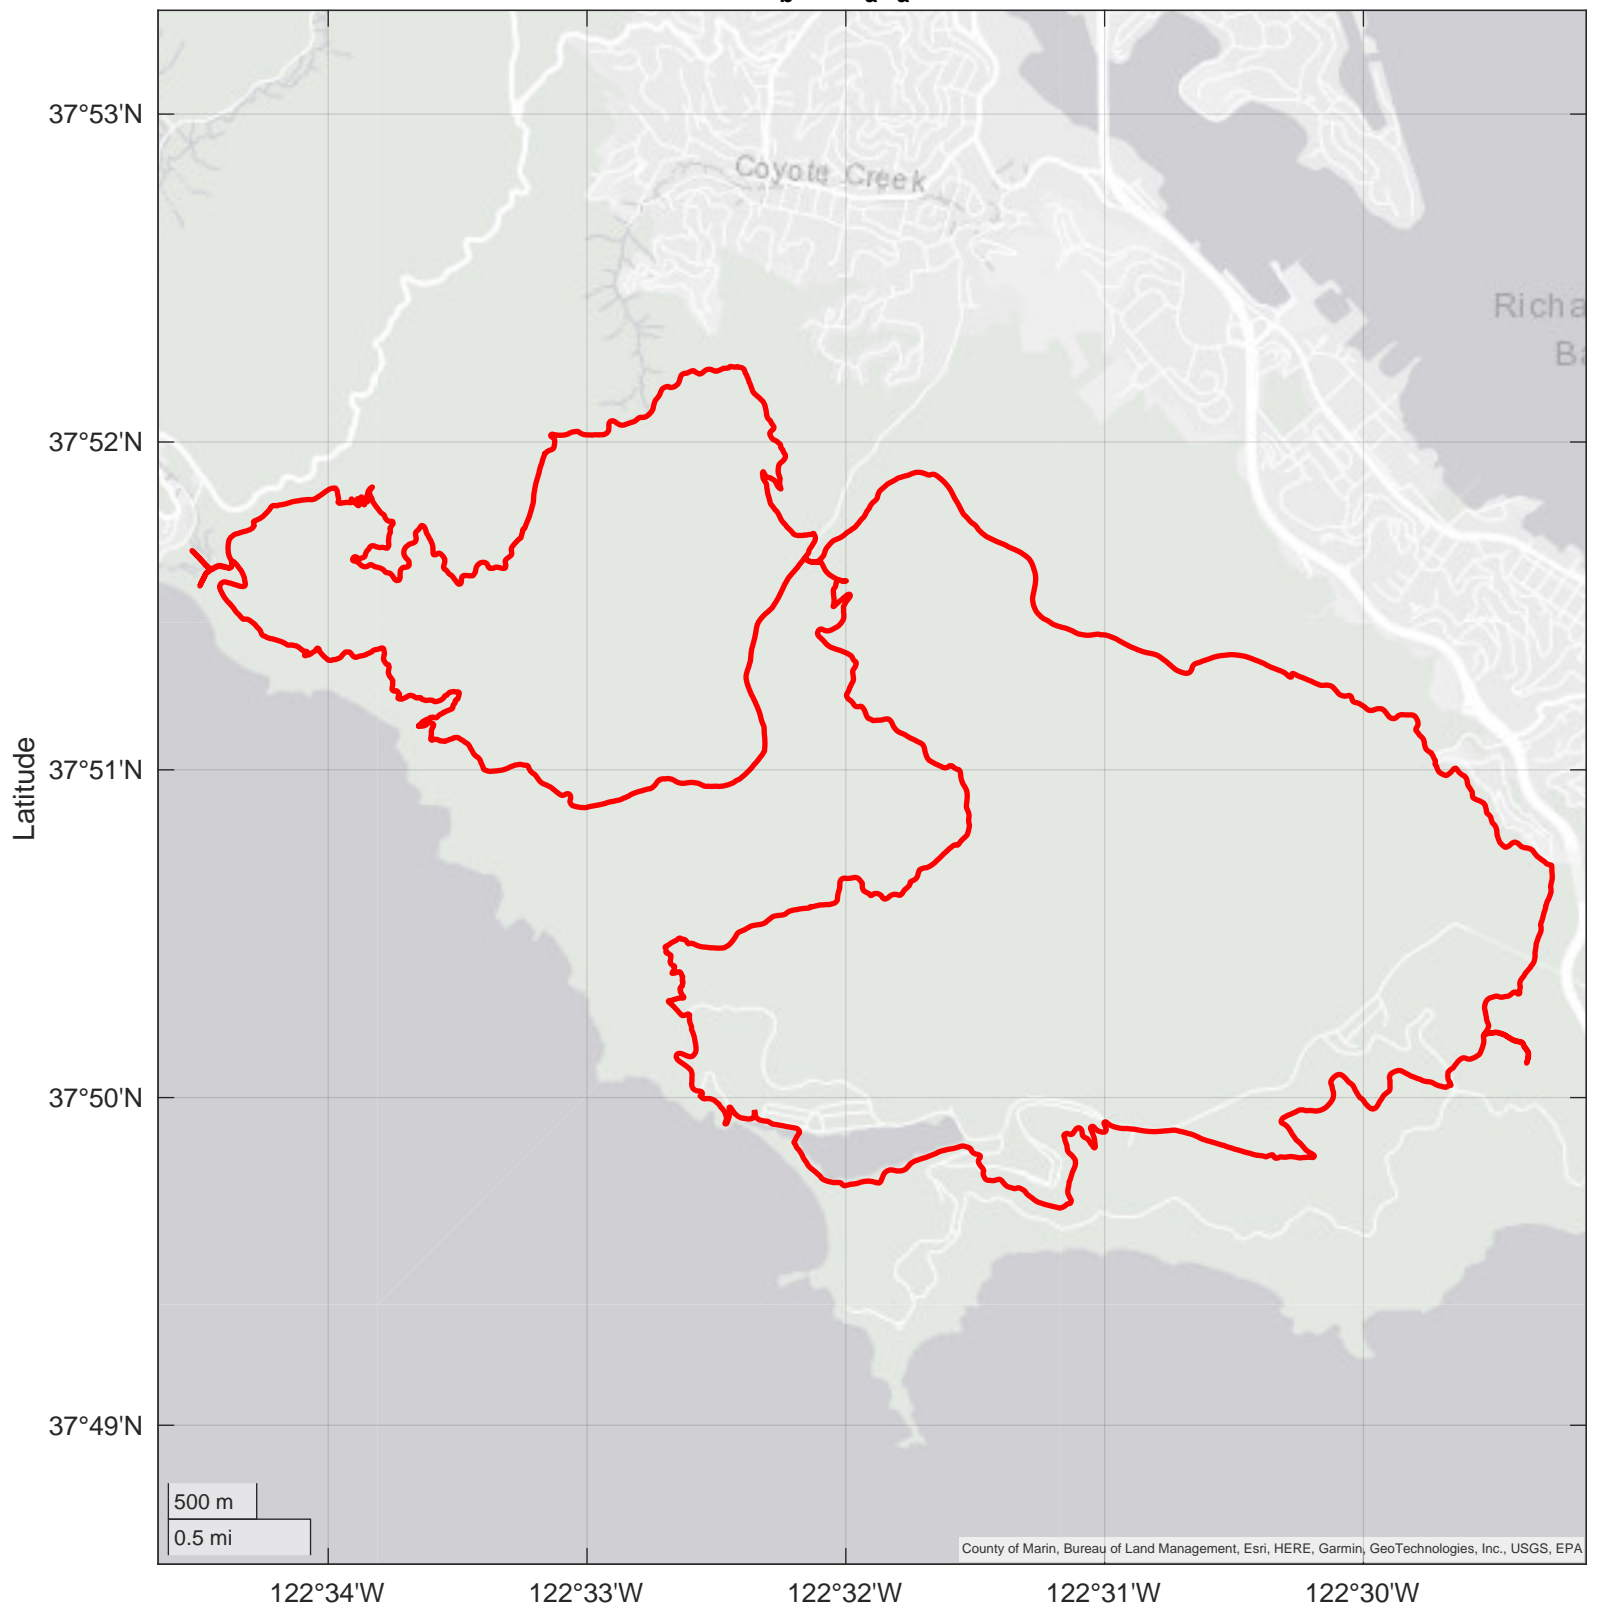 37°53'N
Coyote Creek
Richa
Ba
37°52'N
37°51'N
Latitude
37°50'N
37°49'N
500 m
0.5 mi
County of Marin, Bureau of Land Management, Esri, HERE, Garmin, GeoTechnologies, Inc., USGS, EPA
122°34'W
122°33'W
122°32'W
122°31'W
122°30'W